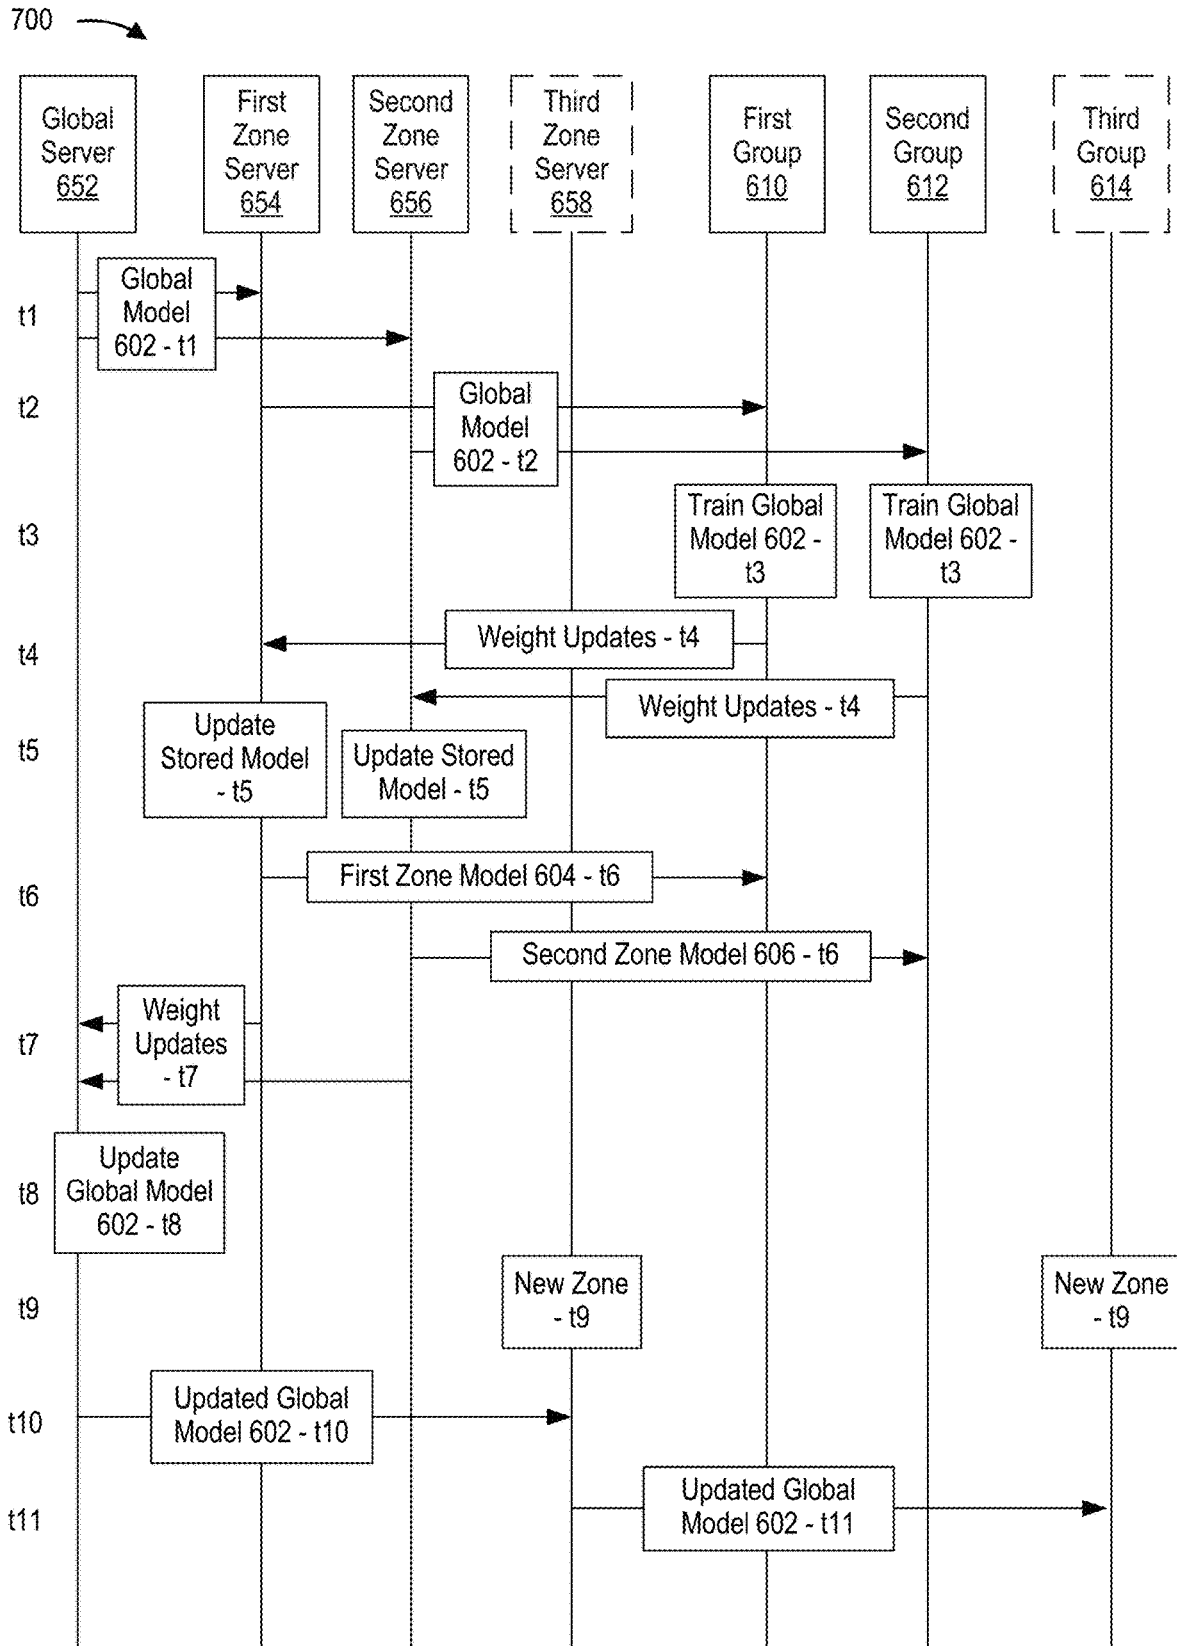 700
Global
Server
652
First
Zone
Server
654
Second
Zone
Server
656
Third
Zone
Server
658
First
Group
610
Second
Group
612
Third
Group
614
t1
Global
Model
602 - t1
t2
Global
Model
602 - t2
t3
Train Global
Model 602 -
t3
Train Global
Model 602 -
t3
t4
Weight Updates - t4
Weight Updates - t4
t5
Update
Stored Model
- t5
Update Stored
Model - t5
t6
First Zone Model 604 - t6
Second Zone Model 606 - t6
t7
Weight
Updates
- t7
t8
Update
Global Model
602 - t8
t9
New Zone
- t9
New Zone
- t9
t10
Updated Global
Model 602 - t10
t11
Updated Global
Model 602 - t11